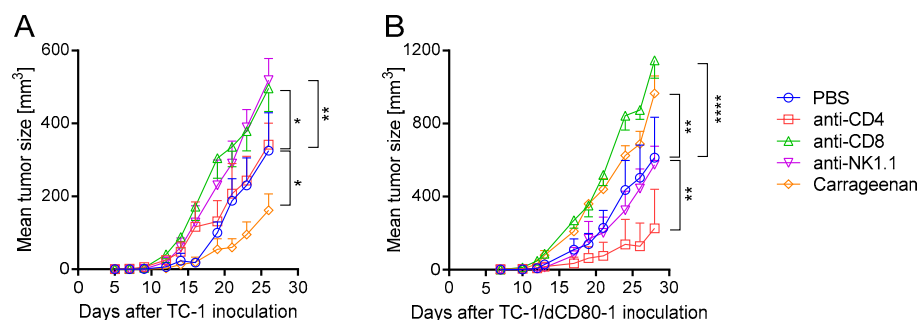 A
Mean tumor size [mm³]
600
400
200
0
0 5 10 15 20 25 30
Days after TC-1 inoculation
*
*
**
B
Mean tumor size [mm³]
1200
800
400
0
0 5 10 15 20 25 30
Days after TC-1/dCD80-1 inoculation
**
**
****
PBS
anti-CD4
anti-CD8
anti-NK1.1
Carrageenan